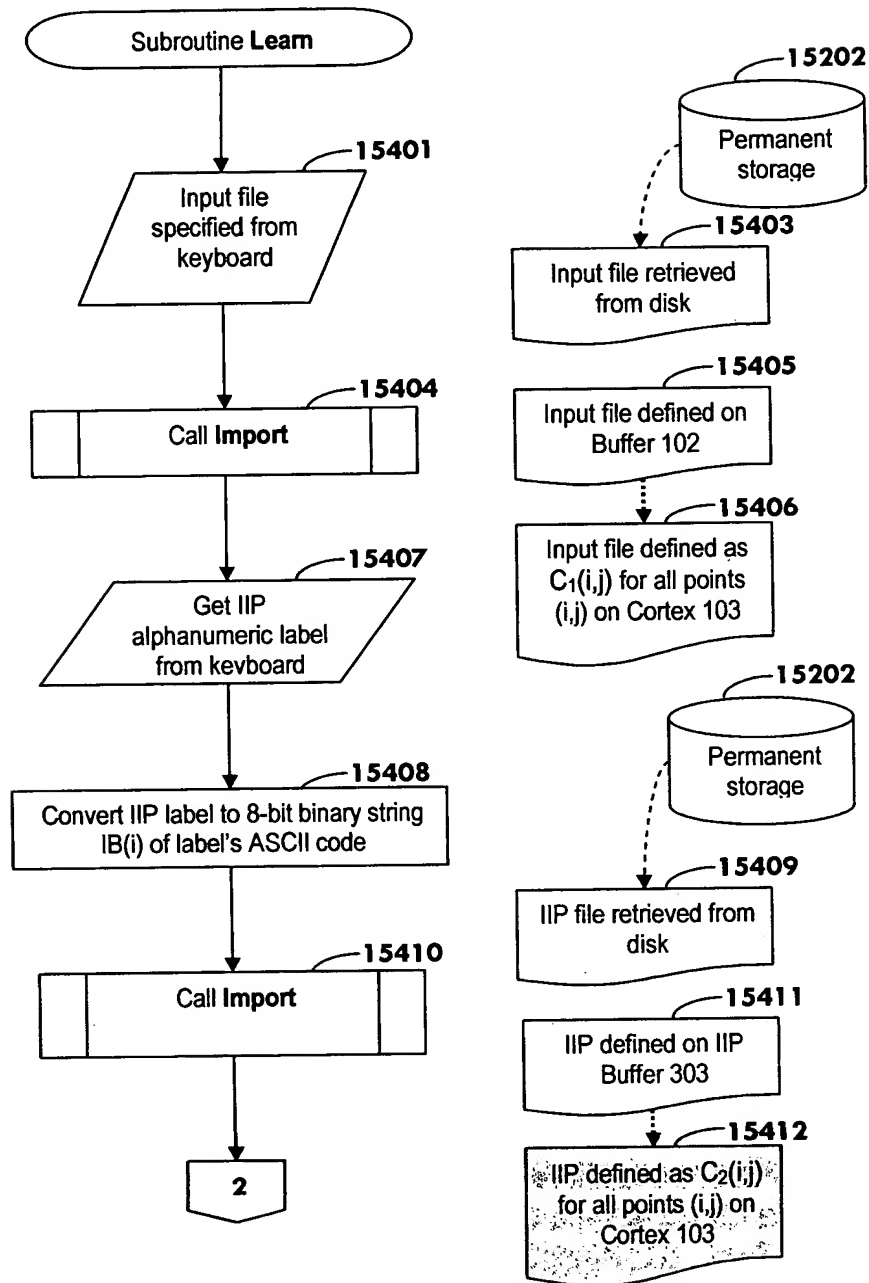 Subroutine Learn
15401
Input file
specified from
keyboard
15404
Call Import
15407
Get IIP
alphanumeric label
from keyboard
15408
Convert IIP label to 8-bit binary string
IB(i) of label's ASCII code
15410
Call Import
2
15202
Permanent
storage
15403
Input file retrieved
from disk
15405
Input file defined on
Buffer 102
15406
Input file defined as
C₁(i,j) for all points
(i,j) on Cortex 103
15202
Permanent
storage
15409
IIP file retrieved from
disk
15411
IIP defined on IIP
Buffer 303
15412
IIP defined as C₂(i,j)
for all points (i,j) on
Cortex 103